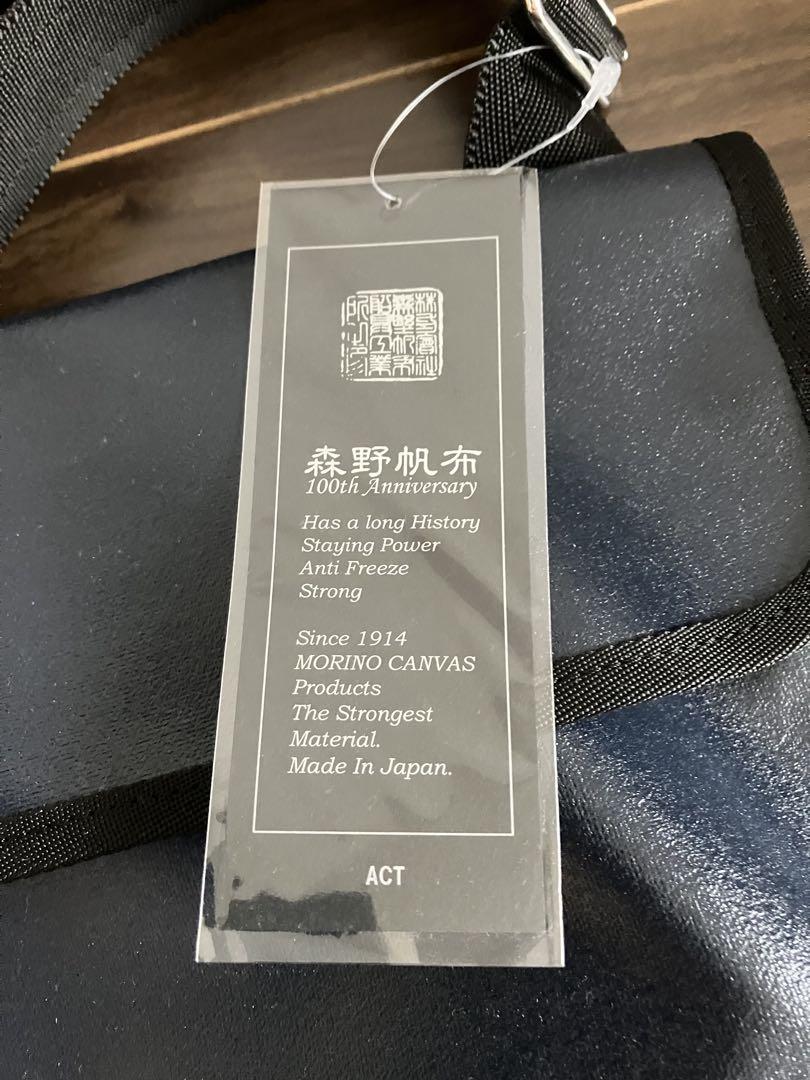 森野帆布
100th Anniversary
Has a long History
Staying Power
Anti Freeze
Strong
Since 1914
MORINO CANVAS
Products
The Strongest
Material.
Made In Japan.
ACT